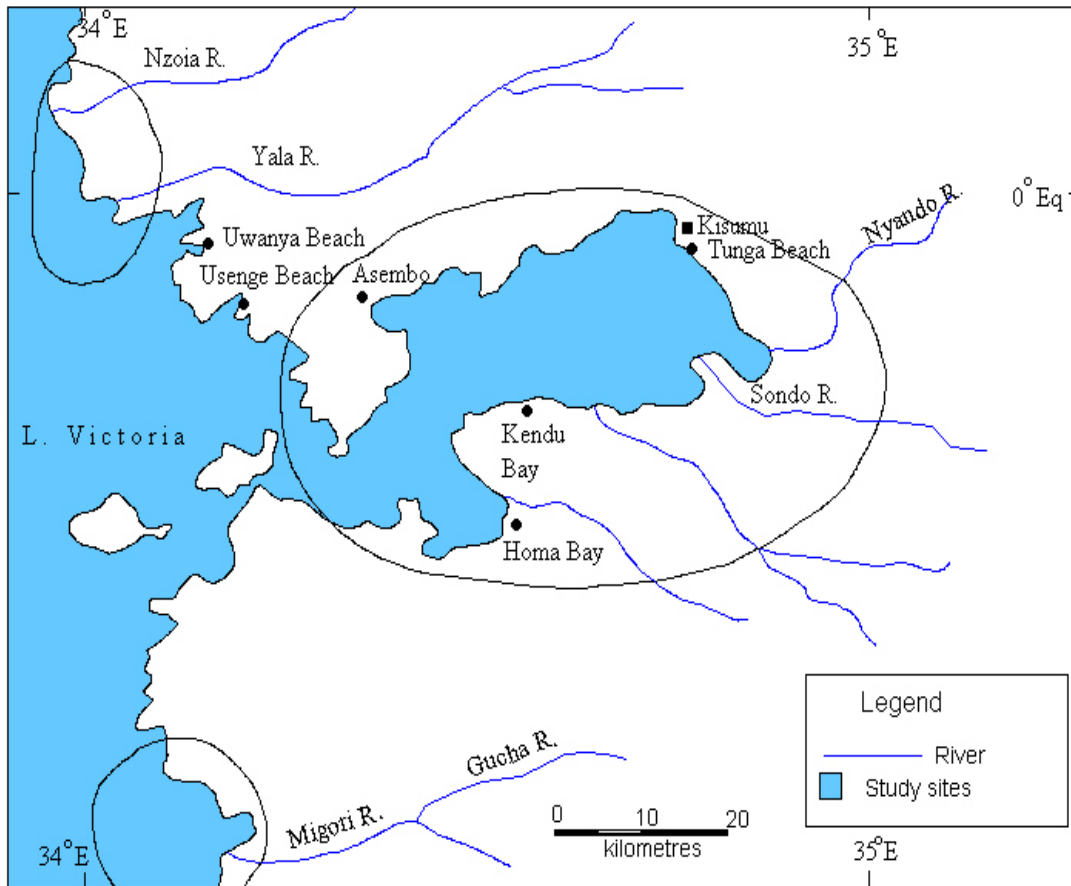 34°E
35°E
Nzoia R.
Yala R.
0°Eq
Nyando R.
Kisumu
Uwanya Beach
Tunga Beach
Usenge Beach
Asembo
Sondo R.
L. Victoria
Kendu
Bay
Homa Bay
Legend
River
Study sites
Gucha R.
Migori R.
0 10 20
kilometres
34°E
35°E